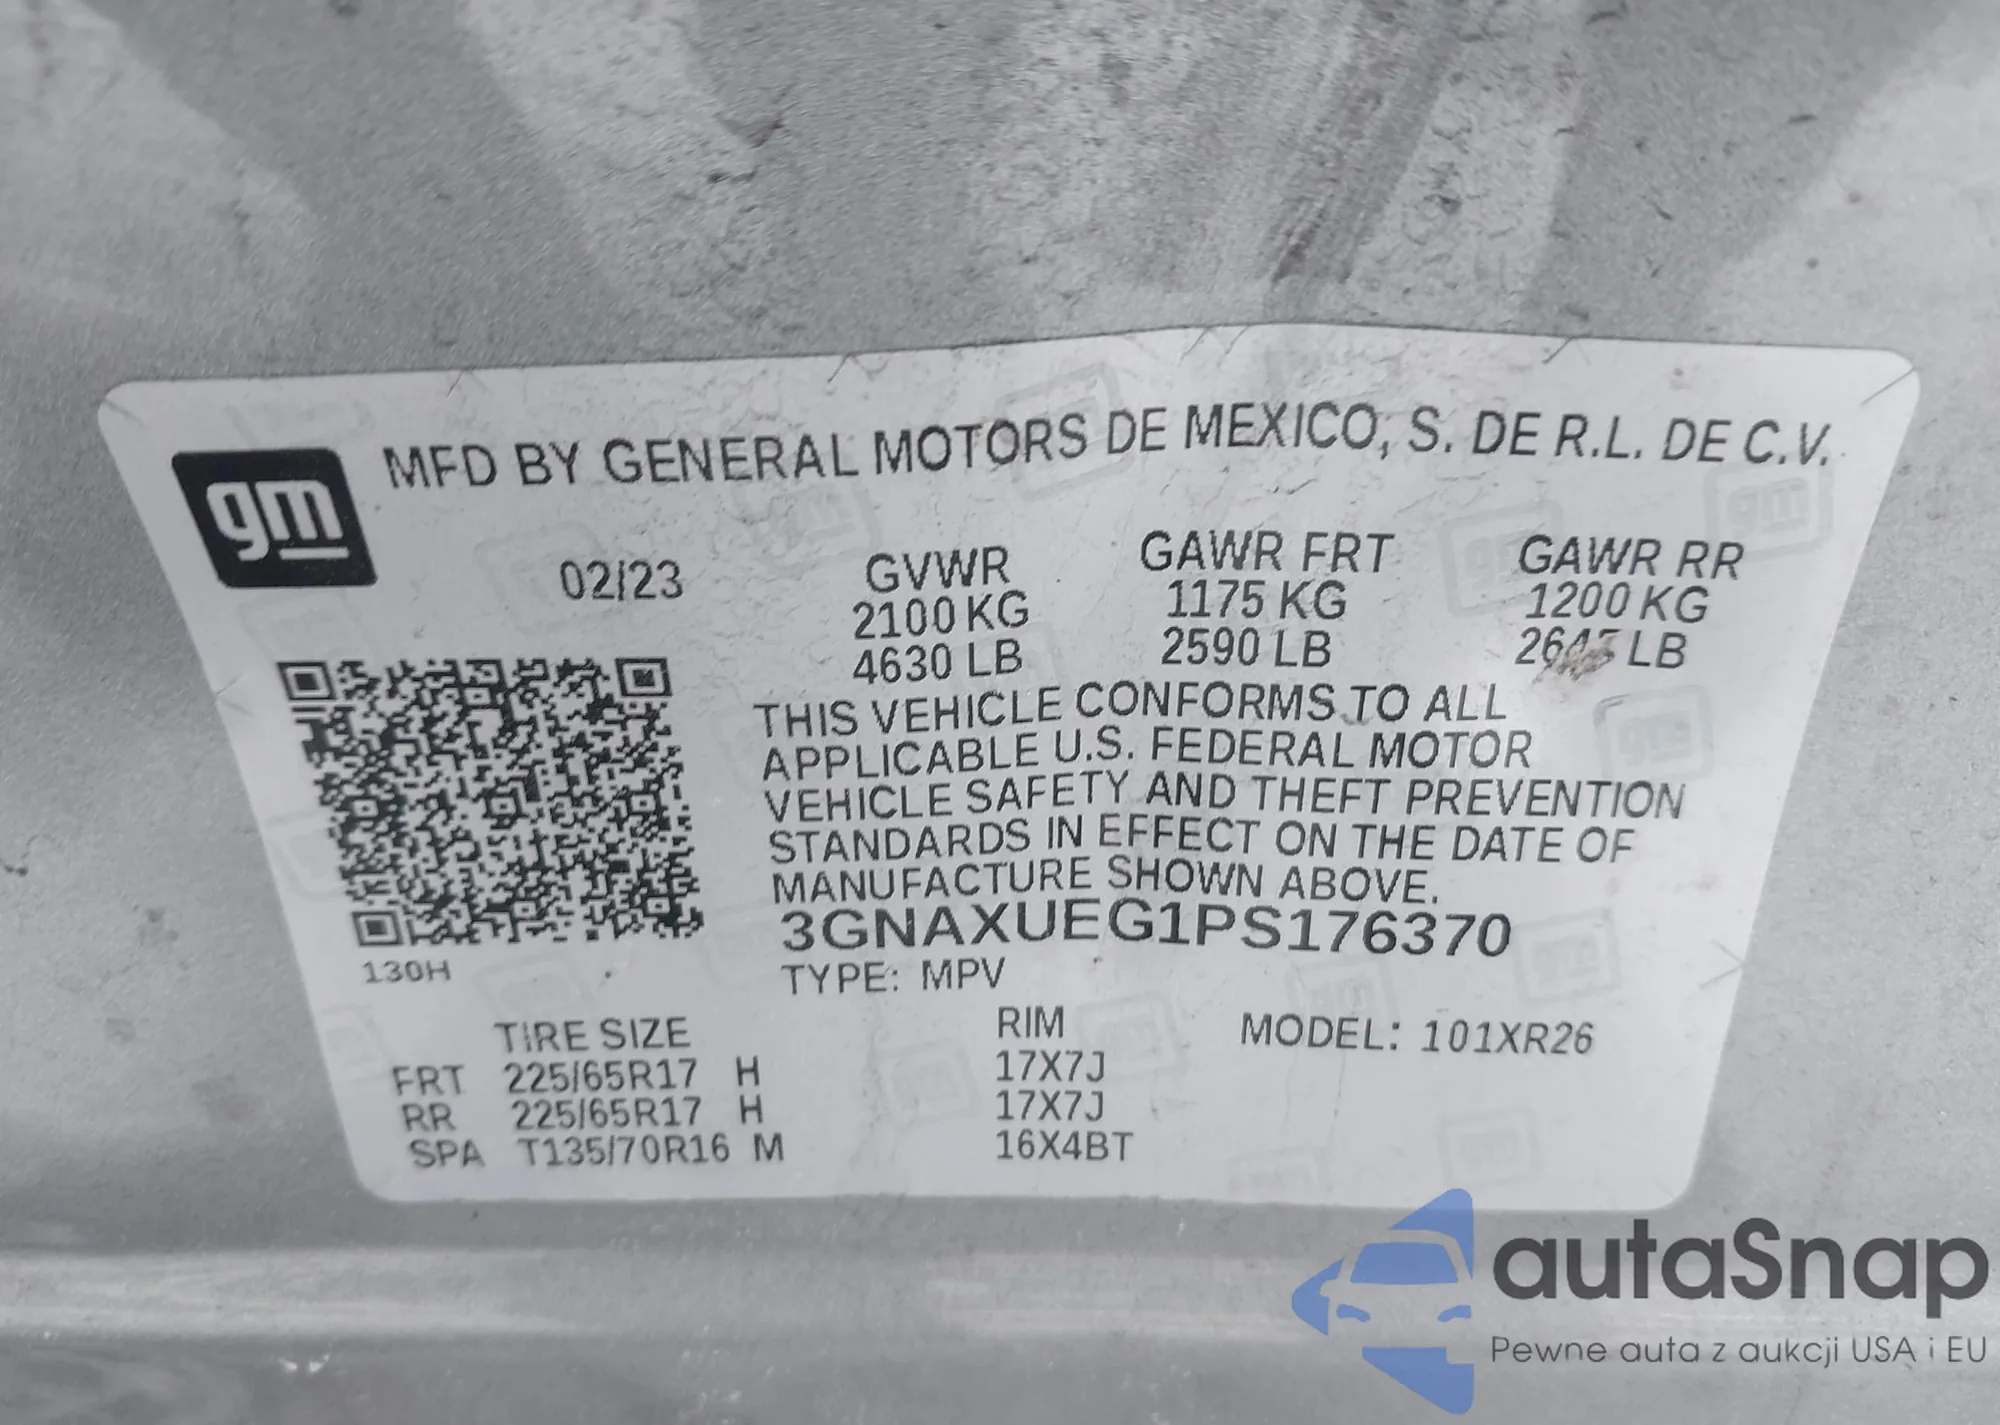 gm
MFD BY GENERAL MOTORS DE MEXICO, S. DE R.L. DE C.V.
02/23 GVWR GAWR FRT GAWR RR
2100 KG 1175 KG 1200 KG
4630 LB 2590 LB LB
THIS VEHICLE CONFORMS TO ALL
APPLICABLE U.S. FEDERAL MOTOR
VEHICLE SAFETY AND THEFT PREVENTION
STANDARDS IN EFFECT ON THE DATE OF
MANUFACTURE SHOWN ABOVE.
3GNAXUEG1PS176370
130H
TYPE: MPV
TIRE SIZE RIM MODEL: 101XR26
FRT 225/65R17 H 17X7J
RR 225/65R17 H 17X7J
SPA T135/70R16 M 16X4BT
autaSnap
Pewne auta z aukcji USA i EU